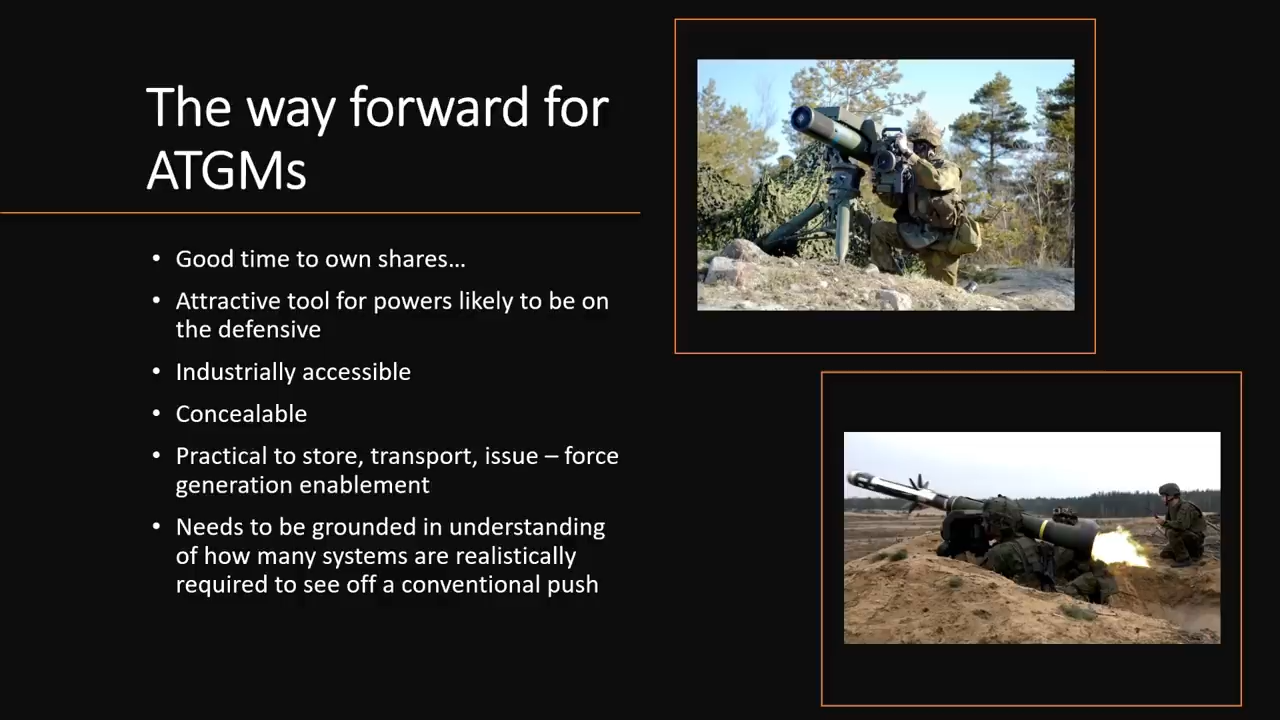 The way forward for
ATGMs
• Good time to own shares…
• Attractive tool for powers likely to be on
the defensive
• Industrially accessible
• Concealable
• Practical to store, transport, issue – force
generation enablement
• Needs to be grounded in understanding
of how many systems are realistically
required to see off a conventional push